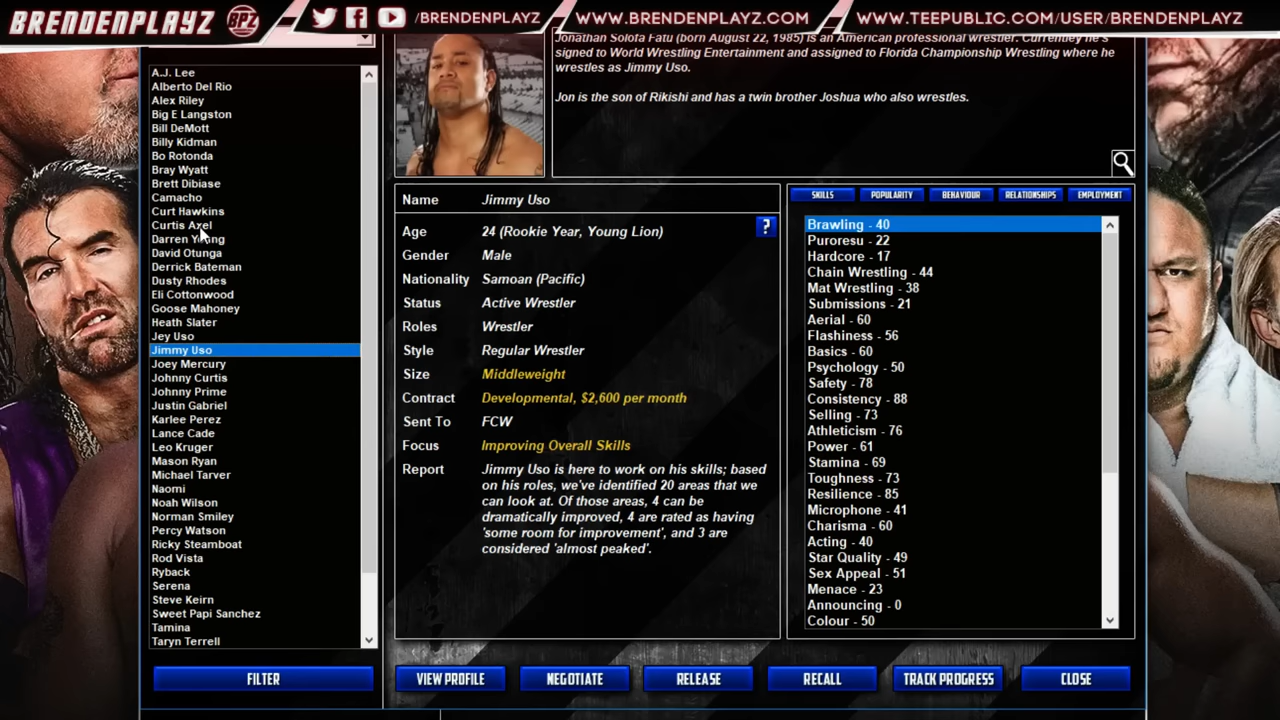 BRENDENPLAYZ BPZ /BRENDENPLAYZ WWW.BRENDENPLAYZ.COM WWW.TEEPUBLIC.COM/USER/BRENDENPLAYZ
Jonathan Solofa Fatu (born August 22, 1985) is an American professional wrestler. Currentley he's
signed to World Wrestling Entertainment and assigned to Florida Championship Wrestling where he
wrestles as Jimmy Uso.
Jon is the son of Rikishi and has a twin brother Joshua who also wrestles.
A.J. Lee
Alberto Del Rio
Alex Riley
Big E Langston
Bill DeMott
Billy Kidman
Bo Rotonda
Bray Wyatt
Brett Dibiase
Camacho
Curt Hawkins
Curtis Axel
Darren Young
David Otunga
Derrick Bateman
Dusty Rhodes
Eli Cottonwood
Goose Mahoney
Heath Slater
Jey Uso
Jimmy Uso
Joey Mercury
Johnny Curtis
Johnny Prime
Justin Gabriel
Karlee Perez
Lance Cade
Leo Kruger
Mason Ryan
Michael Tarver
Naomi
Noah Wilson
Norman Smiley
Percy Watson
Ricky Steamboat
Rod Vista
Ryback
Serena
Steve Keirn
Sweet Papi Sanchez
Tamina
Taryn Terrell
FILTER
Name Jimmy Uso
Age 24 (Rookie Year, Young Lion) ?
Gender Male
Nationality Samoan (Pacific)
Status Active Wrestler
Roles Wrestler
Style Regular Wrestler
Size Middleweight
Contract Developmental, $2,600 per month
Sent To FCW
Focus Improving Overall Skills
Report Jimmy Uso is here to work on his skills; based
on his roles, we've identified 20 areas that we
can look at. Of those areas, 4 can be
dramatically improved, 4 are rated as having
'some room for improvement', and 3 are
considered 'almost peaked'.
SKILLS POPULARITY BEHAVIOUR RELATIONSHIPS EMPLOYMENT
Brawling - 40
Puroresu - 22
Hardcore - 17
Chain Wrestling - 44
Mat Wrestling - 38
Submissions - 21
Aerial - 60
Flashiness - 56
Basics - 60
Psychology - 50
Safety - 78
Consistency - 88
Selling - 73
Athleticism - 76
Power - 61
Stamina - 69
Toughness - 73
Resilience - 85
Microphone - 41
Charisma - 60
Acting - 40
Star Quality - 49
Sex Appeal - 51
Menace - 23
Announcing - 0
Colour - 50
VIEW PROFILE NEGOTIATE RELEASE RECALL TRACK PROGRESS CLOSE